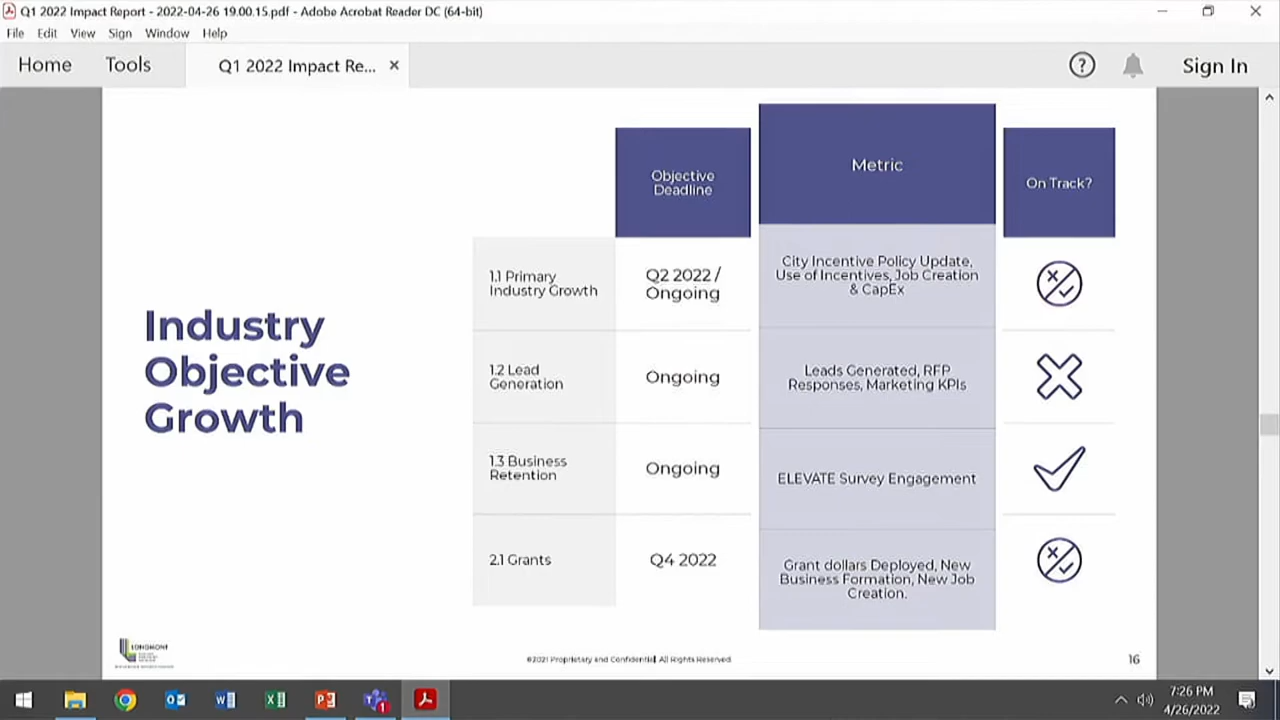 Q1 2022 Impact Report - 2022-04-26 19.00.15.pdf - Adobe Acrobat Reader DC (64-bit)
File Edit View Sign Window Help
Home Tools Q1 2022 Impact Re... Sign In
Industry
Objective
Growth
Objective
Deadline
Metric
On Track?
1.1 Primary
Industry Growth
Q2 2022 /
Ongoing
City Incentive Policy Update,
Use of Incentives, Job Creation
& CapEx
1.2 Lead
Generation
Ongoing
Leads Generated, RFP
Responses, Marketing KPIs
1.3 Business
Retention
Ongoing
ELEVATE Survey Engagement
2.1 Grants
Q4 2022
Grant dollars Deployed, New
Business Formation, New Job
Creation.
LONGMONT
©2021 Proprietary and Confidential All Rights Reserved
16
7:26 PM
4/26/2022